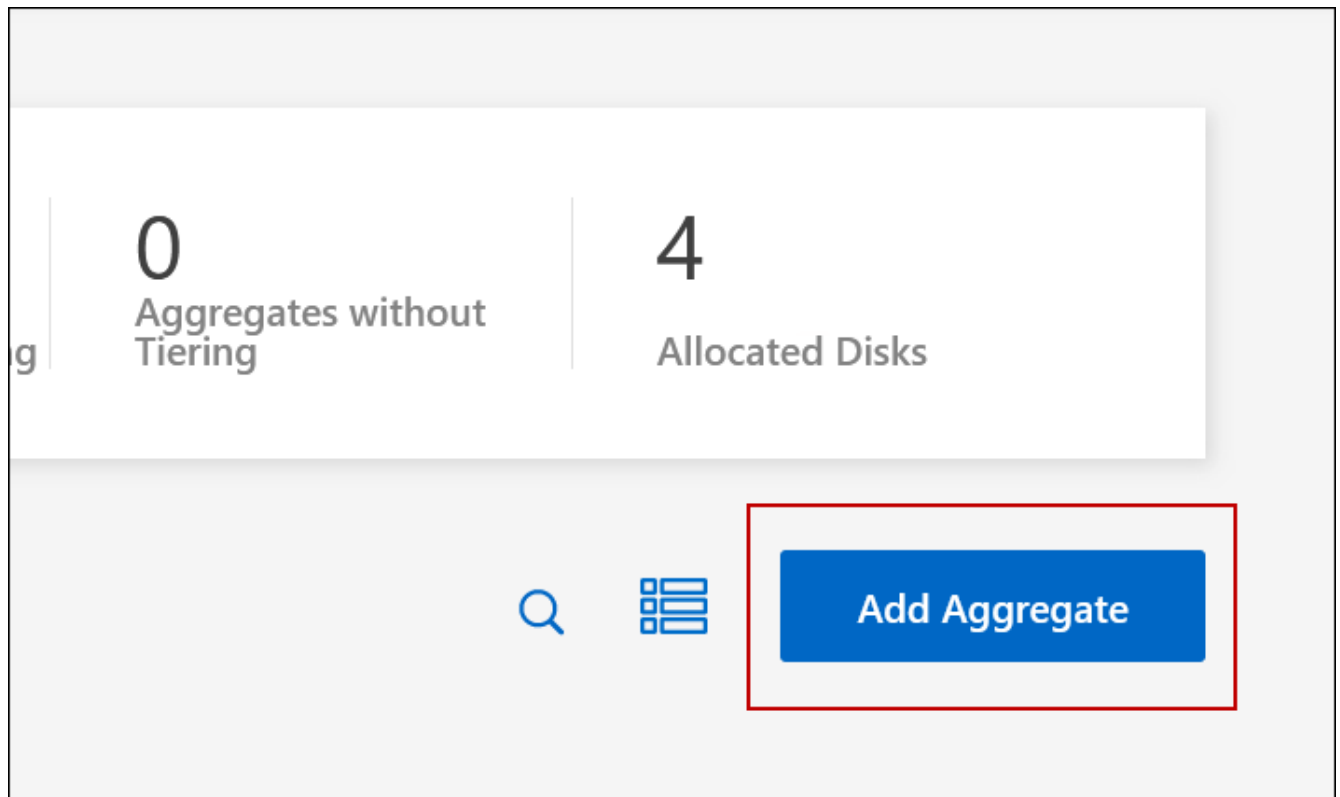 0
Aggregates without
Tiering
4
Allocated Disks
Add Aggregate